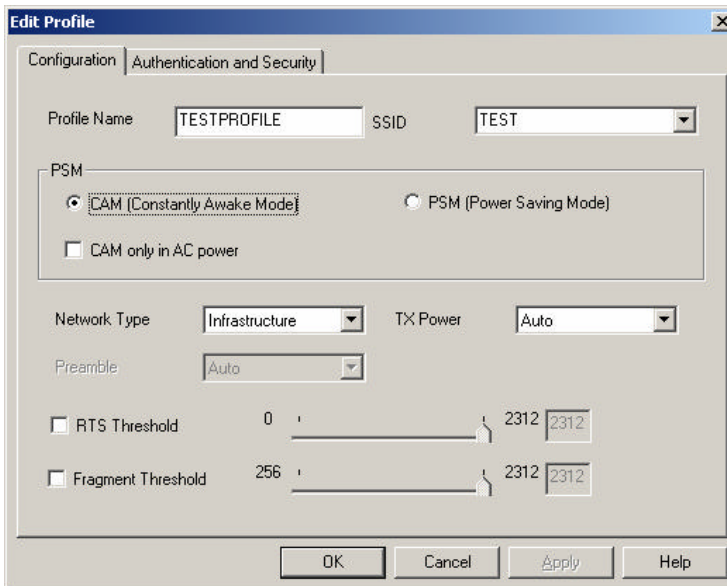 Edit Profile
Configuration Authentication and Security
Profile Name TESTPROFILE SSID TEST
PSM
CAM (Constantly Awake Mode) PSM (Power Saving Mode)
CAM only in AC power
Network Type Infrastructure TX Power Auto
Preamble Auto
RTS Threshold 0 2312 2312
Fragment Threshold 256 2312 2312
OK Cancel Apply Help